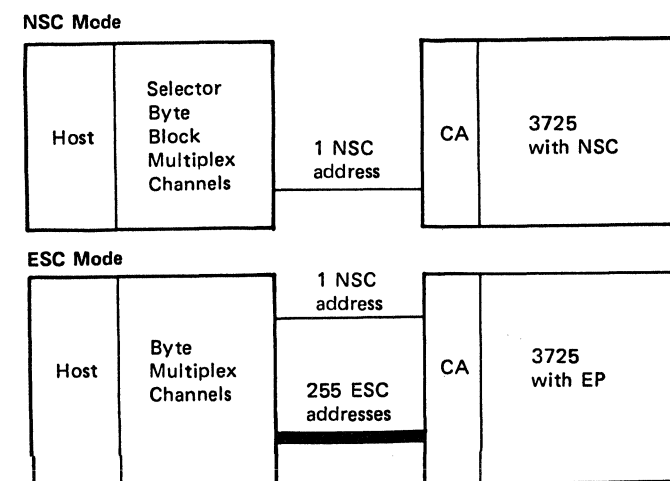 NSC Mode
Host
Selector
Byte
Block
Multiplex
Channels
1 NSC
address
CA
3725
with NSC
ESC Mode
Host
Byte
Multiplex
Channels
1 NSC
address
255 ESC
addresses
CA
3725
with EP